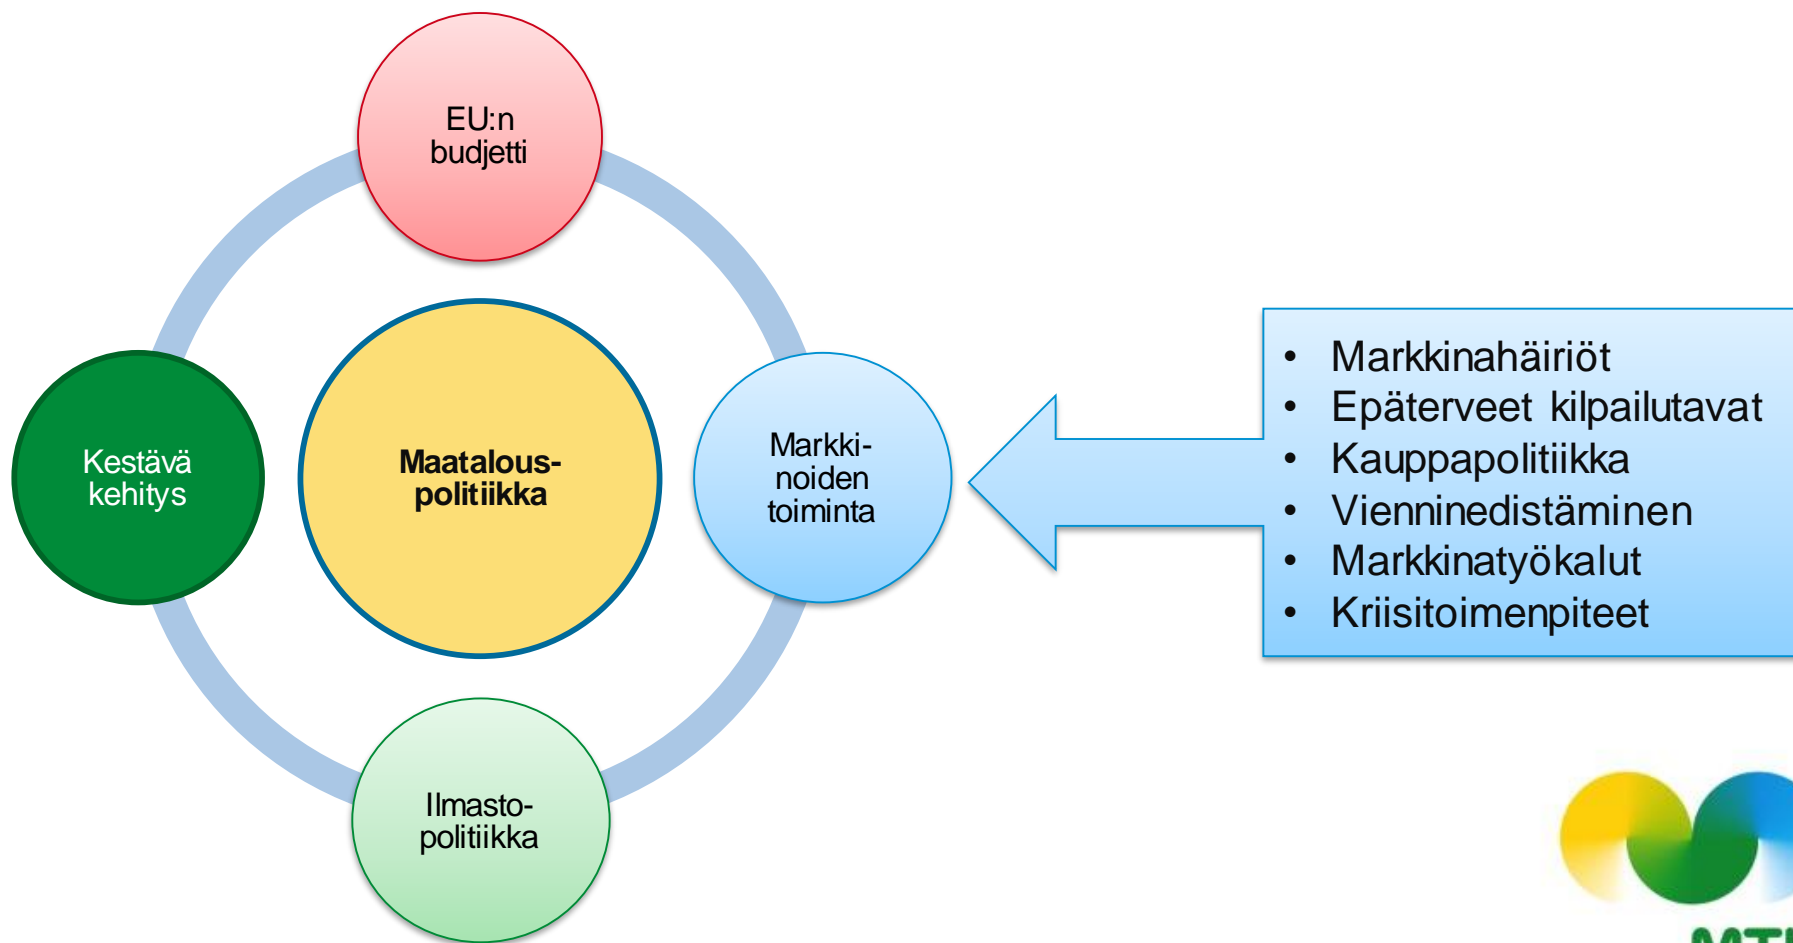 EU:n
budjetti
Kestävä
kehitys
Maatalous-
politiikka
Markki-
noiden
toiminta
Ilmasto-
politiikka
• Markkinahäiriöt
• Epäterveet kilpailutavat
• Kauppapolitiikka
• Vienninedistäminen
• Markkinatyökalut
• Kriisitoimenpiteet